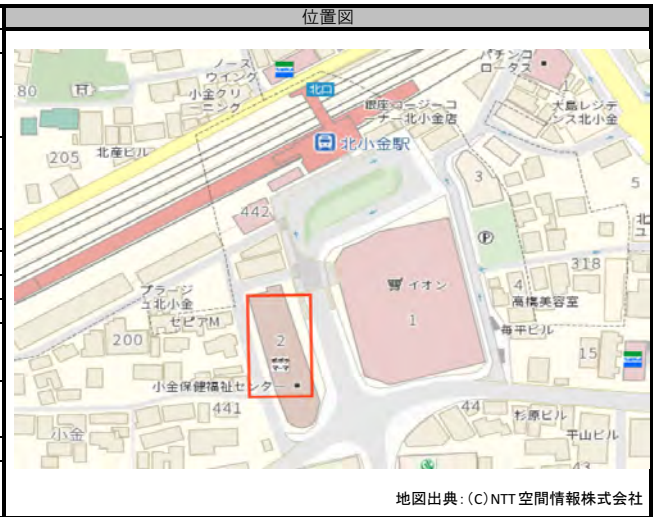 位置図
ノース
ウイング
小金クリ
ーニング
北口
パチンコ
ロータス
80
銀座コージーコ
ーナー北小金店
大島レジデ
ンス北小金
北小金駅
205
北産ビル
3
5
442
北
ユ
P
318
プラージ
ュ北小金
イオン
4
高橋美容室
セピアM
2
1
毎平ビル
200
15
小金保健福祉センター
441
44
杉原ビル
小金
平山ビル
43
地図出典：(C)NTT空間情報株式会社